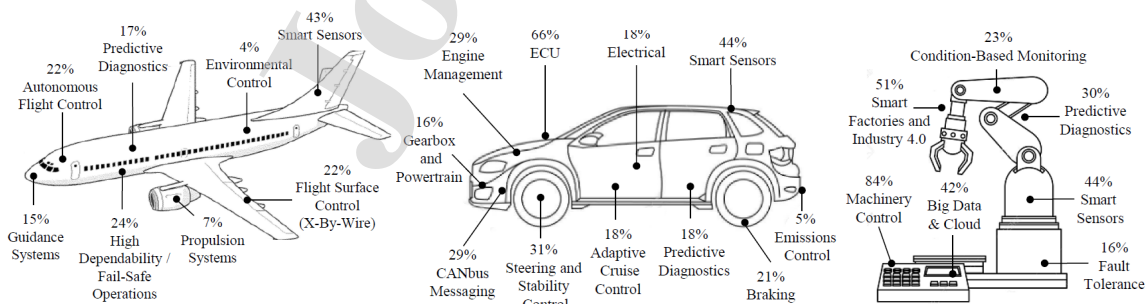 43%
Smart Sensors
17%
Predictive
Diagnostics
4%
Environmental
Control
22%
Autonomous
Flight Control
22%
Flight Surface
Control
(X-By-Wire)
15%
Guidance
Systems
24%
High
Dependability /
Fail-Safe
Operations
7%
Propulsion
Systems
29%
Engine
Management
66%
ECU
18%
Electrical
44%
Smart Sensors
16%
Gearbox
and
Powertrain
29%
CANbus
Messaging
31%
Steering and
Stability
Control
18%
Adaptive
Cruise
Control
18%
Predictive
Diagnostics
21%
Braking
5%
Emissions
Control
23%
Condition-Based Monitoring
51%
Smart
Factories and
Industry 4.0
30%
Predictive
Diagnostics
84%
Machinery
Control
42%
Big Data
& Cloud
44%
Smart
Sensors
16%
Fault
Tolerance